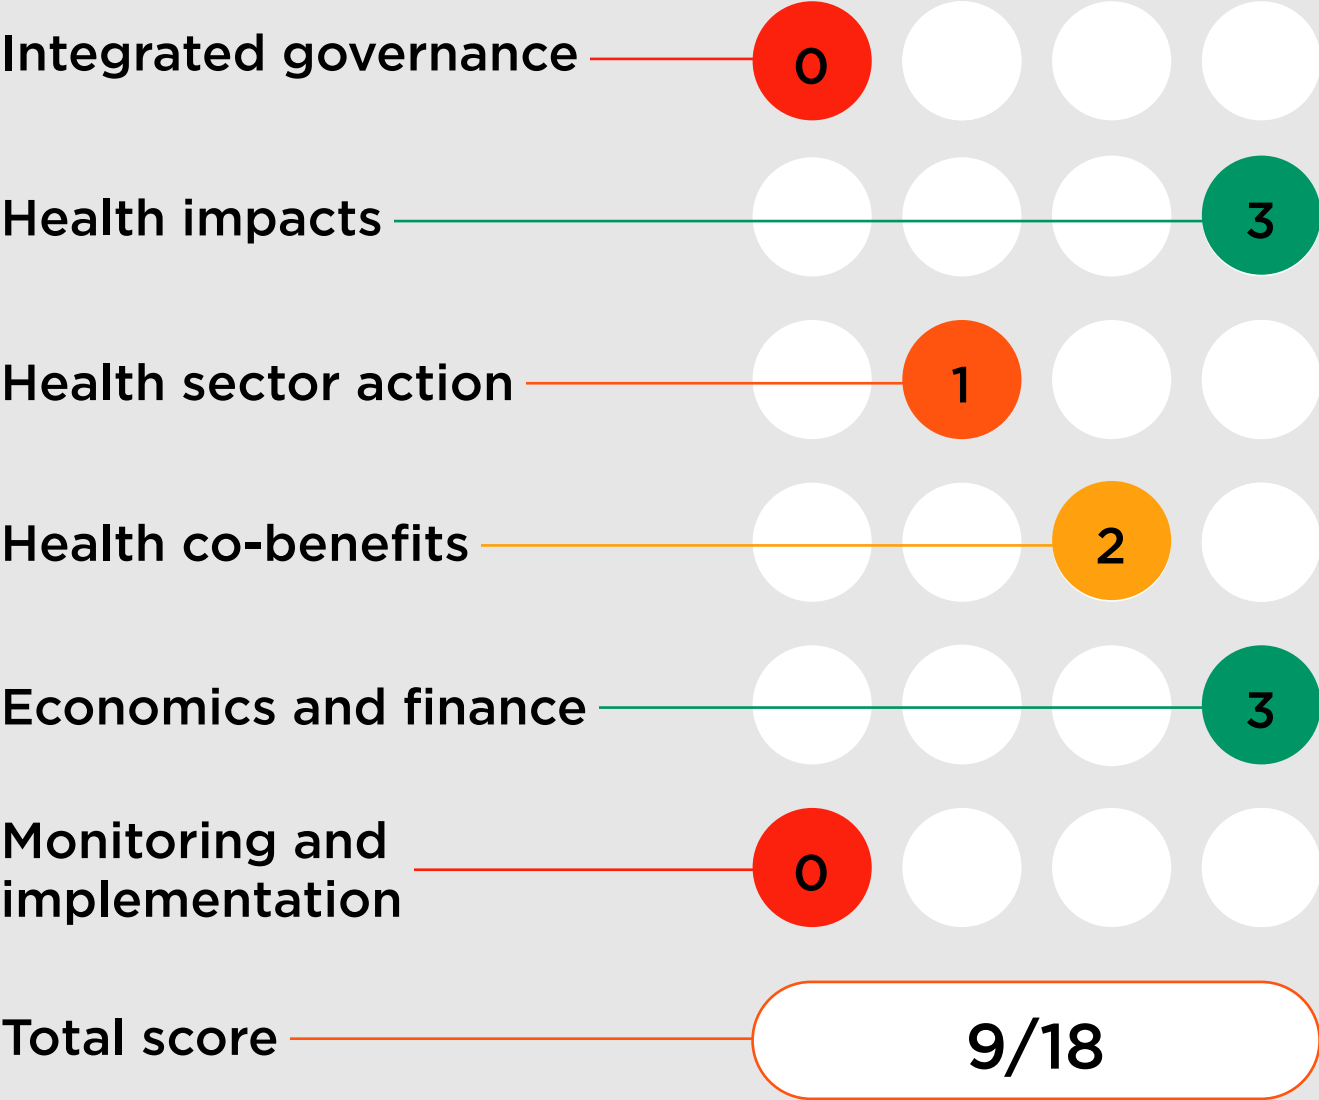 Integrated governance 0
Health impacts 3
Health sector action 1
Health co-benefits 2
Economics and finance 3
Monitoring and
implementation 0
Total score 9/18